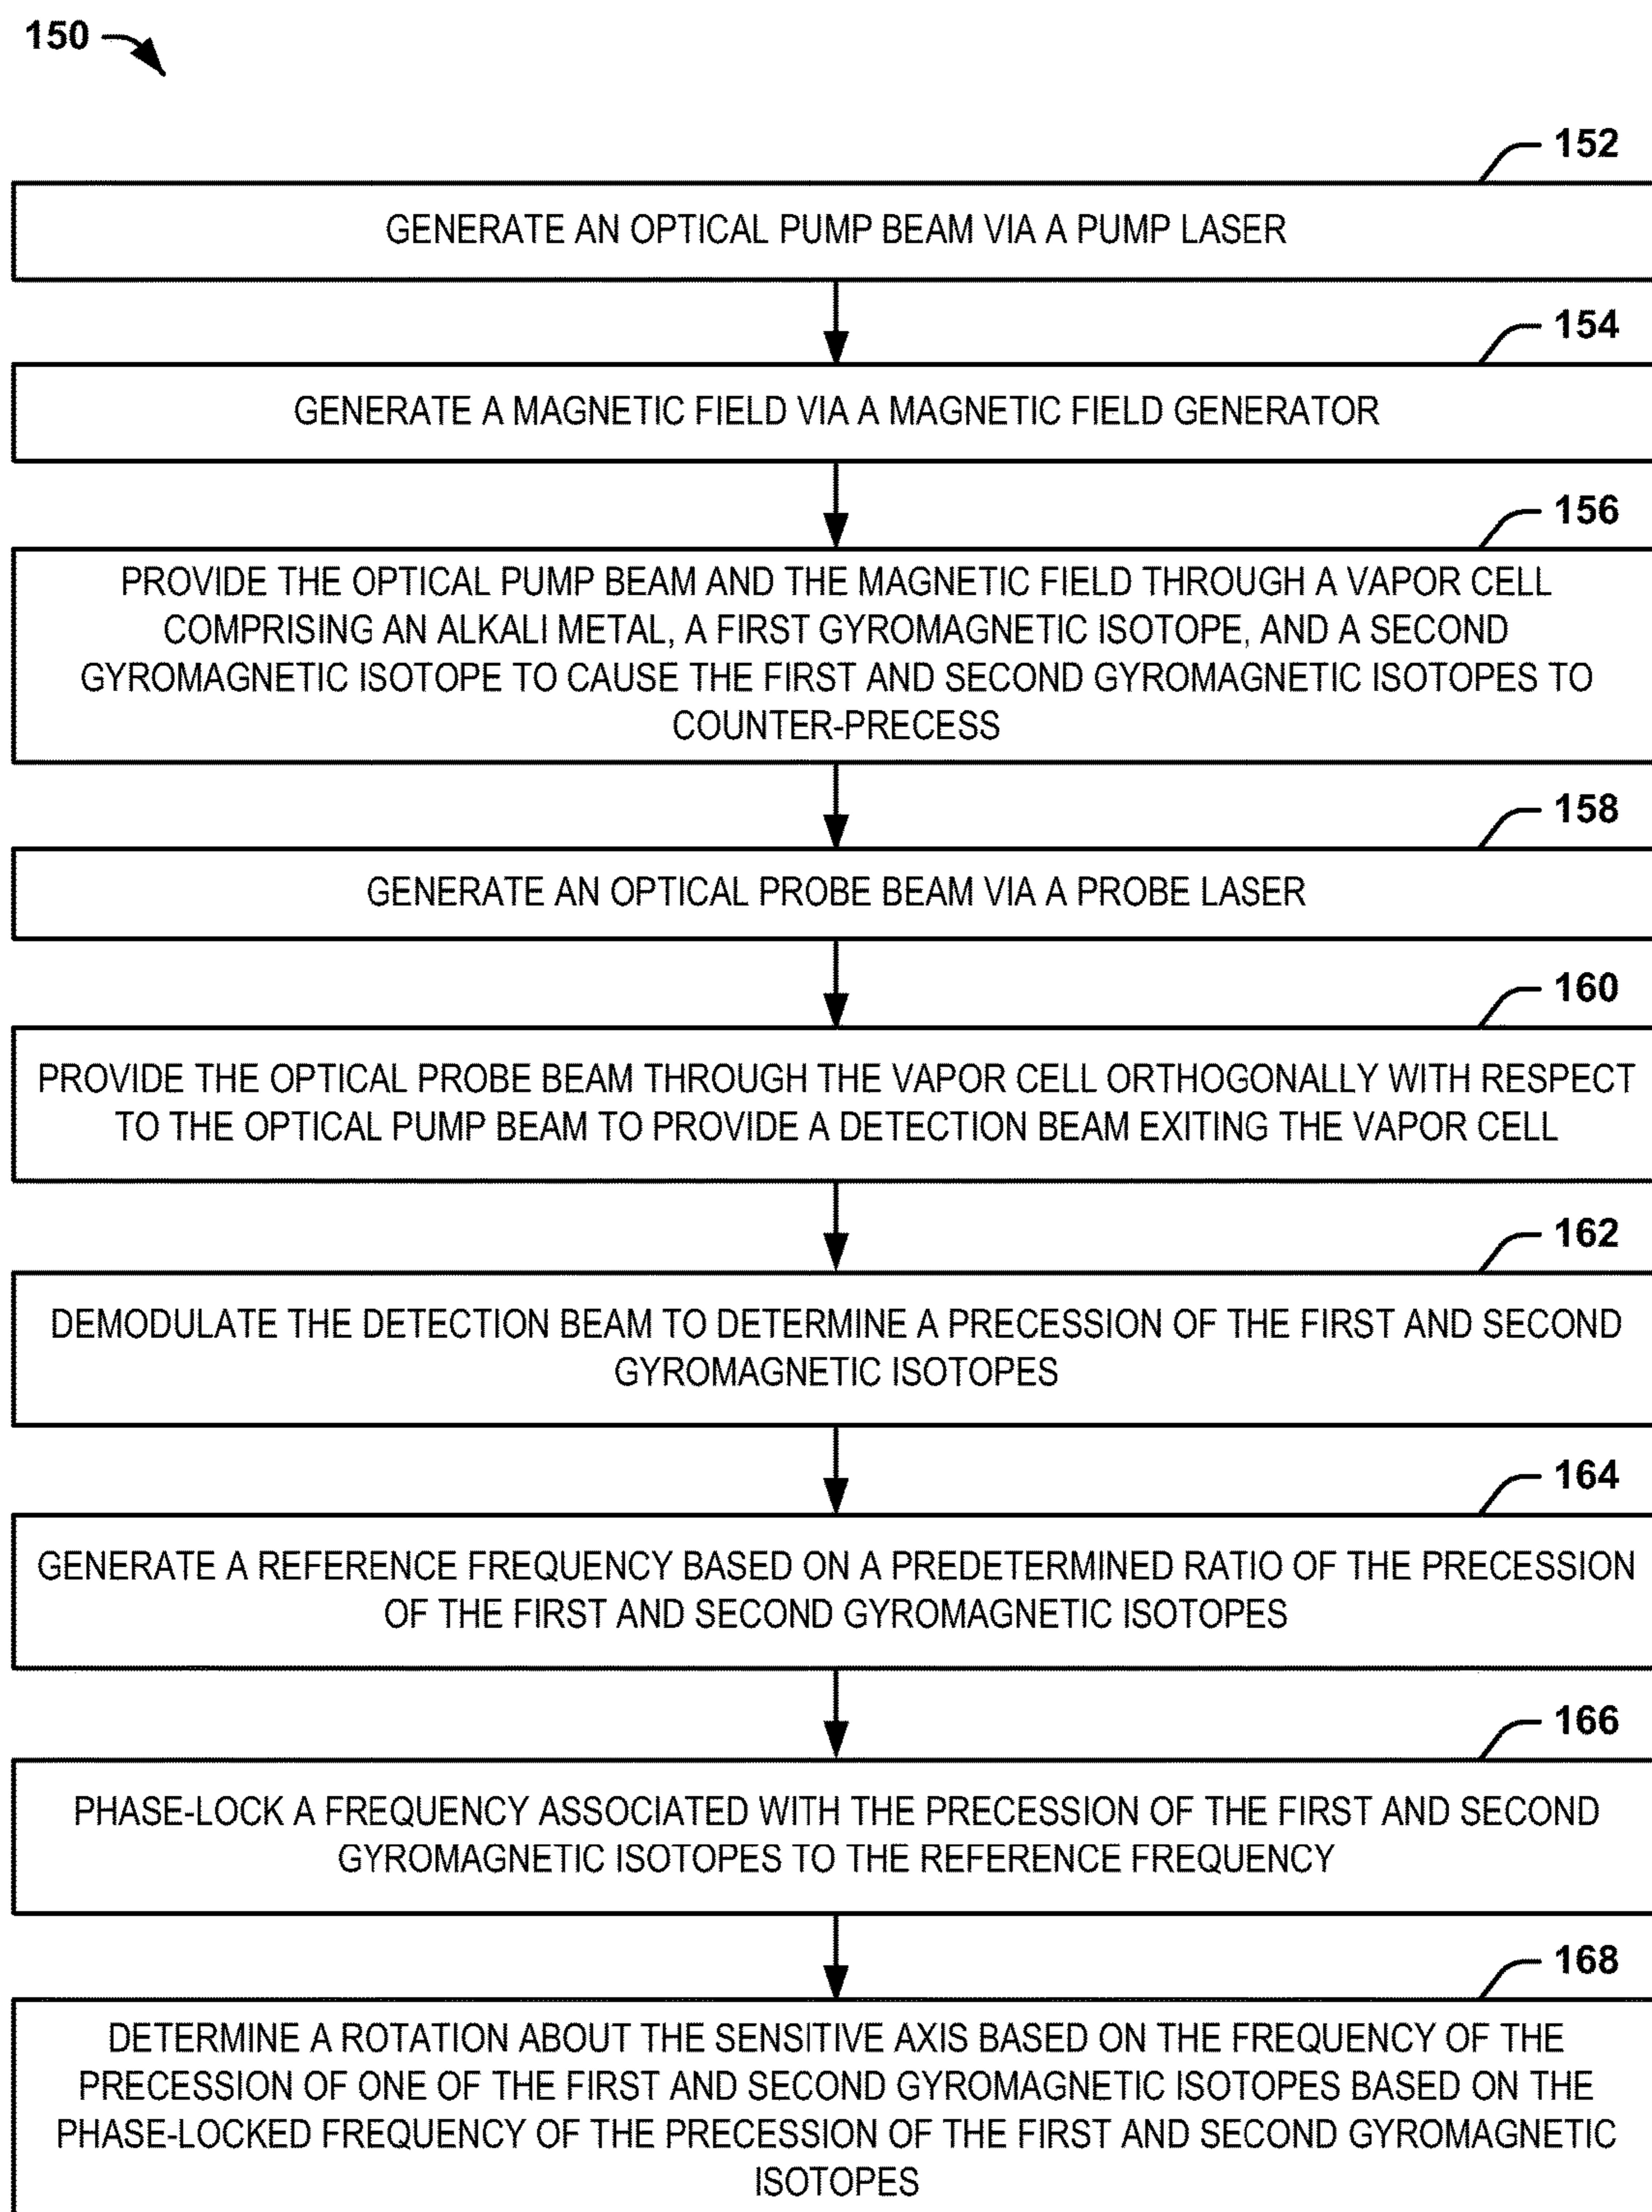 150
152
GENERATE AN OPTICAL PUMP BEAM VIA A PUMP LASER
154
GENERATE A MAGNETIC FIELD VIA A MAGNETIC FIELD GENERATOR
156
PROVIDE THE OPTICAL PUMP BEAM AND THE MAGNETIC FIELD THROUGH A VAPOR CELL
COMPRISING AN ALKALI METAL, A FIRST GYROMAGNETIC ISOTOPE, AND A SECOND
GYROMAGNETIC ISOTOPE TO CAUSE THE FIRST AND SECOND GYROMAGNETIC ISOTOPES TO
COUNTER-PRECESS
158
GENERATE AN OPTICAL PROBE BEAM VIA A PROBE LASER
160
PROVIDE THE OPTICAL PROBE BEAM THROUGH THE VAPOR CELL ORTHOGONALLY WITH RESPECT
TO THE OPTICAL PUMP BEAM TO PROVIDE A DETECTION BEAM EXITING THE VAPOR CELL
162
DEMODULATE THE DETECTION BEAM TO DETERMINE A PRECESSION OF THE FIRST AND SECOND
GYROMAGNETIC ISOTOPES
164
GENERATE A REFERENCE FREQUENCY BASED ON A PREDETERMINED RATIO OF THE PRECESSION
OF THE FIRST AND SECOND GYROMAGNETIC ISOTOPES
166
PHASE-LOCK A FREQUENCY ASSOCIATED WITH THE PRECESSION OF THE FIRST AND SECOND
GYROMAGNETIC ISOTOPES TO THE REFERENCE FREQUENCY
168
DETERMINE A ROTATION ABOUT THE SENSITIVE AXIS BASED ON THE FREQUENCY OF THE
PRECESSION OF ONE OF THE FIRST AND SECOND GYROMAGNETIC ISOTOPES BASED ON THE
PHASE-LOCKED FREQUENCY OF THE PRECESSION OF THE FIRST AND SECOND GYROMAGNETIC
ISOTOPES